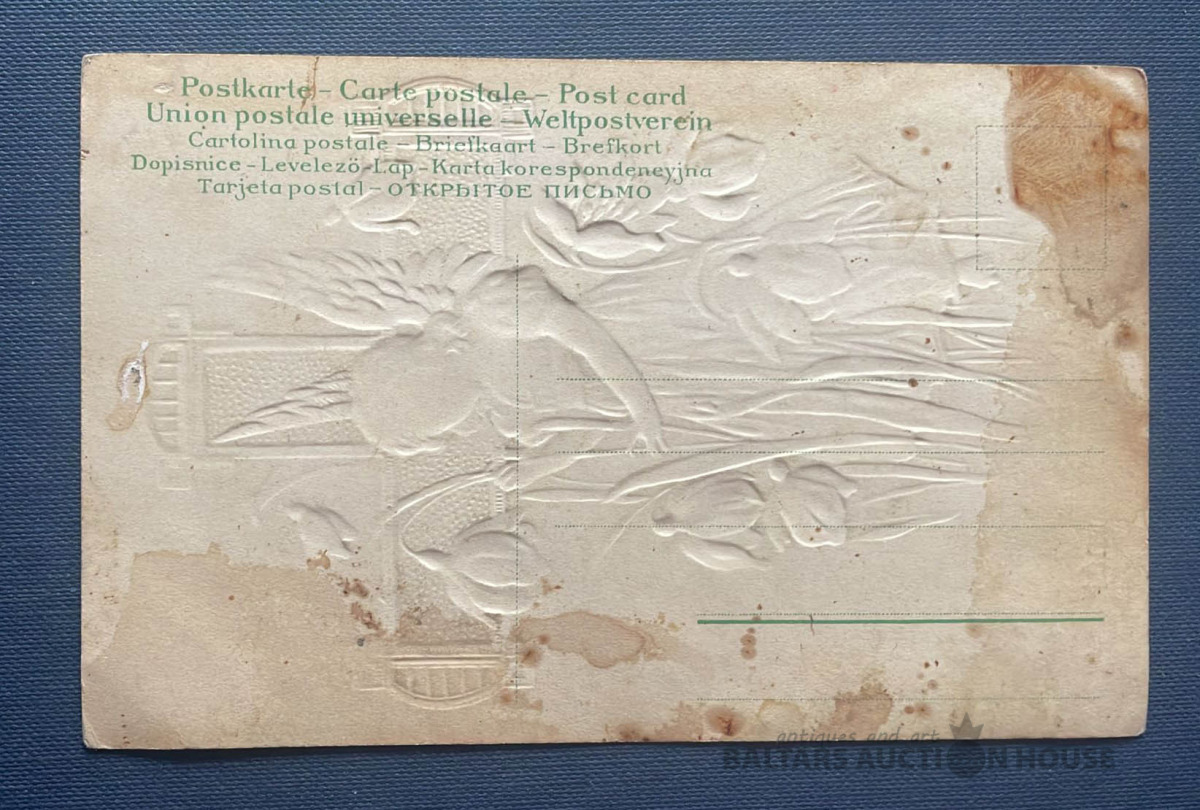 Postkarte – Carte postale – Post card
Union postale universelle – Weltpostverein
Cartolina postale – Briefkaart – Brefkort
Dopisnice – Levelezö-Lap – Karta korespondeneyjna
Tarjeta postal – ОТКРЫТОЕ ПИСЬМО
antiques and art
BALTARS AUCTION HOUSE